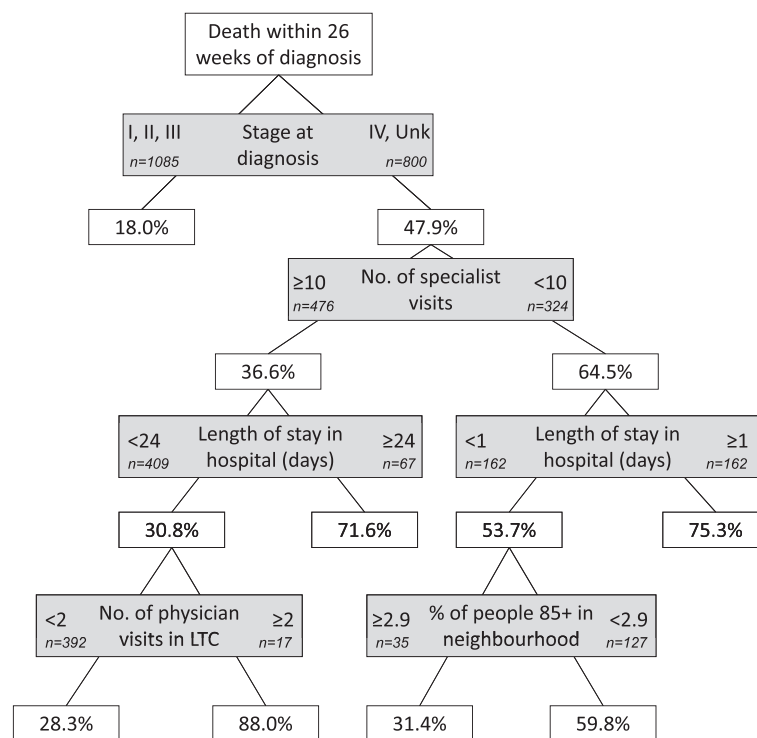 Death within 26
weeks of diagnosis
I, II, III Stage at IV, Unk
n=1085 diagnosis n=800
18.0% 47.9%
≥10 No. of specialist <10
n=476 visits n=324
36.6% 64.5%
<24 Length of stay in ≥24 <1 Length of stay in ≥1
n=409 hospital (days) n=67 n=162 hospital (days) n=162
30.8% 71.6% 53.7% 75.3%
<2 No. of physician ≥2 ≥2.9 % of people 85+ in <2.9
n=392 visits in LTC n=17 n=35 neighbourhood n=127
28.3% 88.0% 31.4% 59.8%